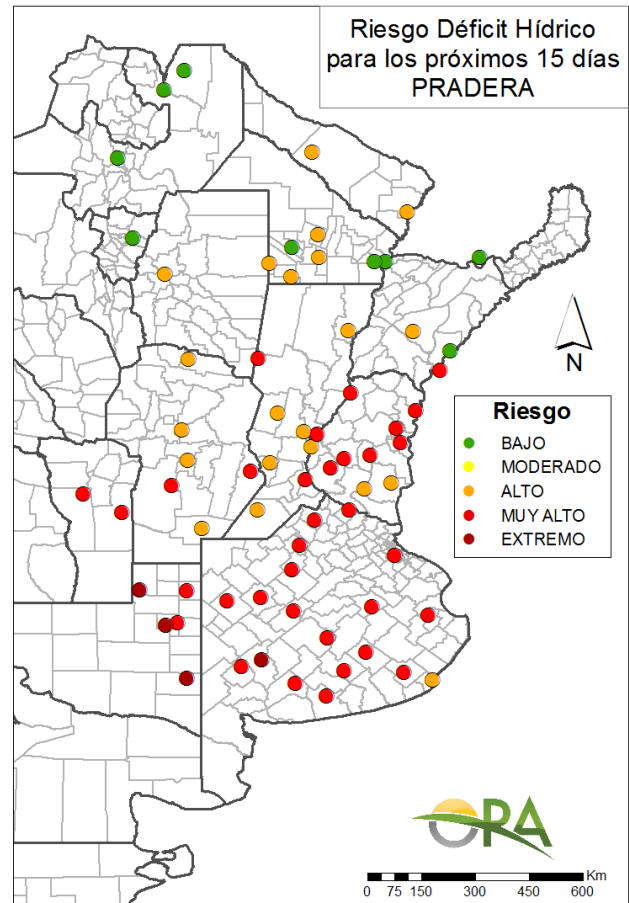 Riesgo Déficit Hídrico
para los próximos 15 días
PRADERA
N
Riesgo
BAJO
MODERADO
ALTO
MUY ALTO
EXTREMO
ORA
Km
0 75 150 300 450 600